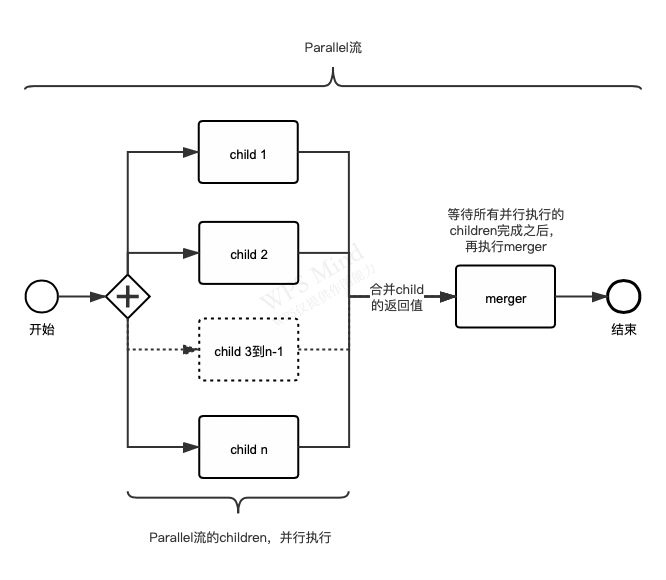 Parallel流
child 1
child 2
child 3到n-1
child n
开始
合并child
的返回值
等待所有并行执行的
children完成之后，
再执行merger
merger
结束
Parallel流的children，并行执行
WPS Mind